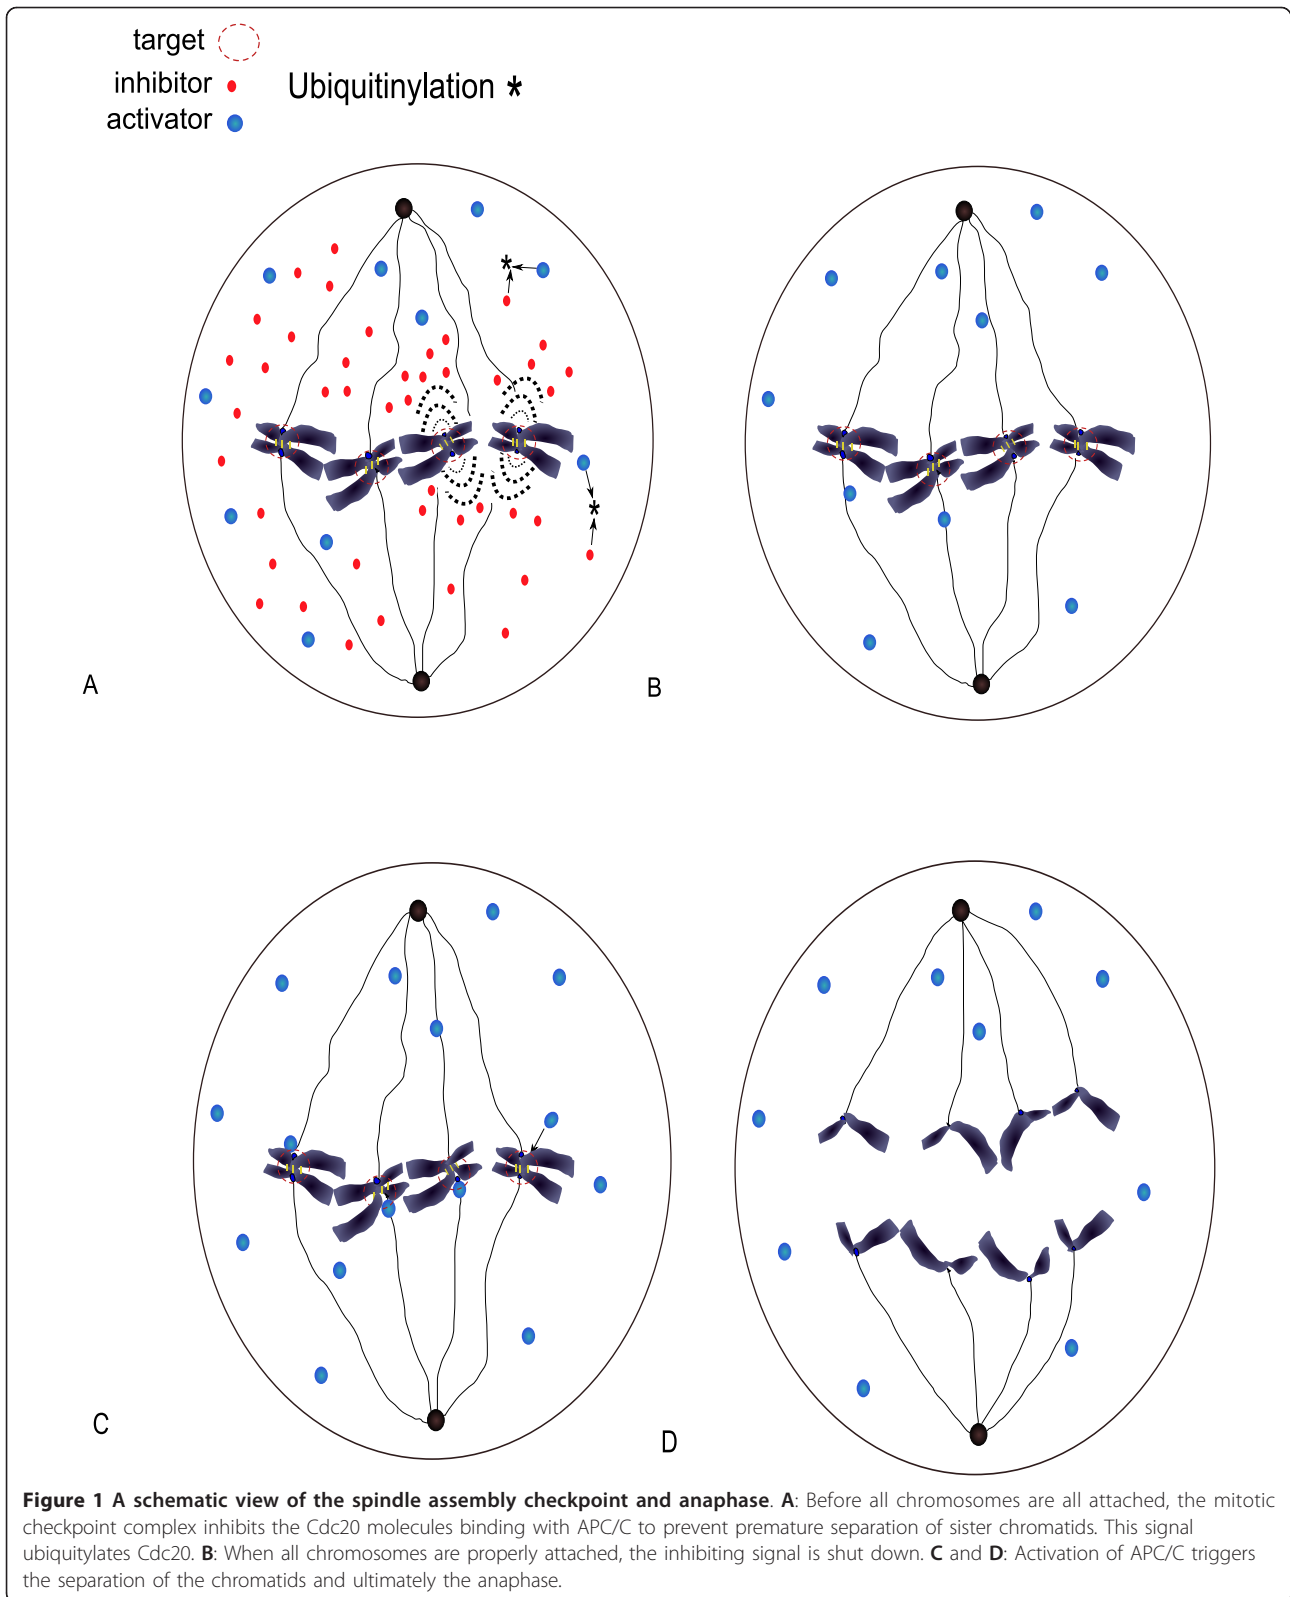 target
inhibitor
Ubiquitinylation *
activator
*
*
A
B
C
D
Figure 1 A schematic view of the spindle assembly checkpoint and anaphase. A: Before all chromosomes are all attached, the mitotic
checkpoint complex inhibits the Cdc20 molecules binding with APC/C to prevent premature separation of sister chromatids. This signal
ubiquitylates Cdc20. B: When all chromosomes are properly attached, the inhibiting signal is shut down. C and D: Activation of APC/C triggers
the separation of the chromatids and ultimately the anaphase.